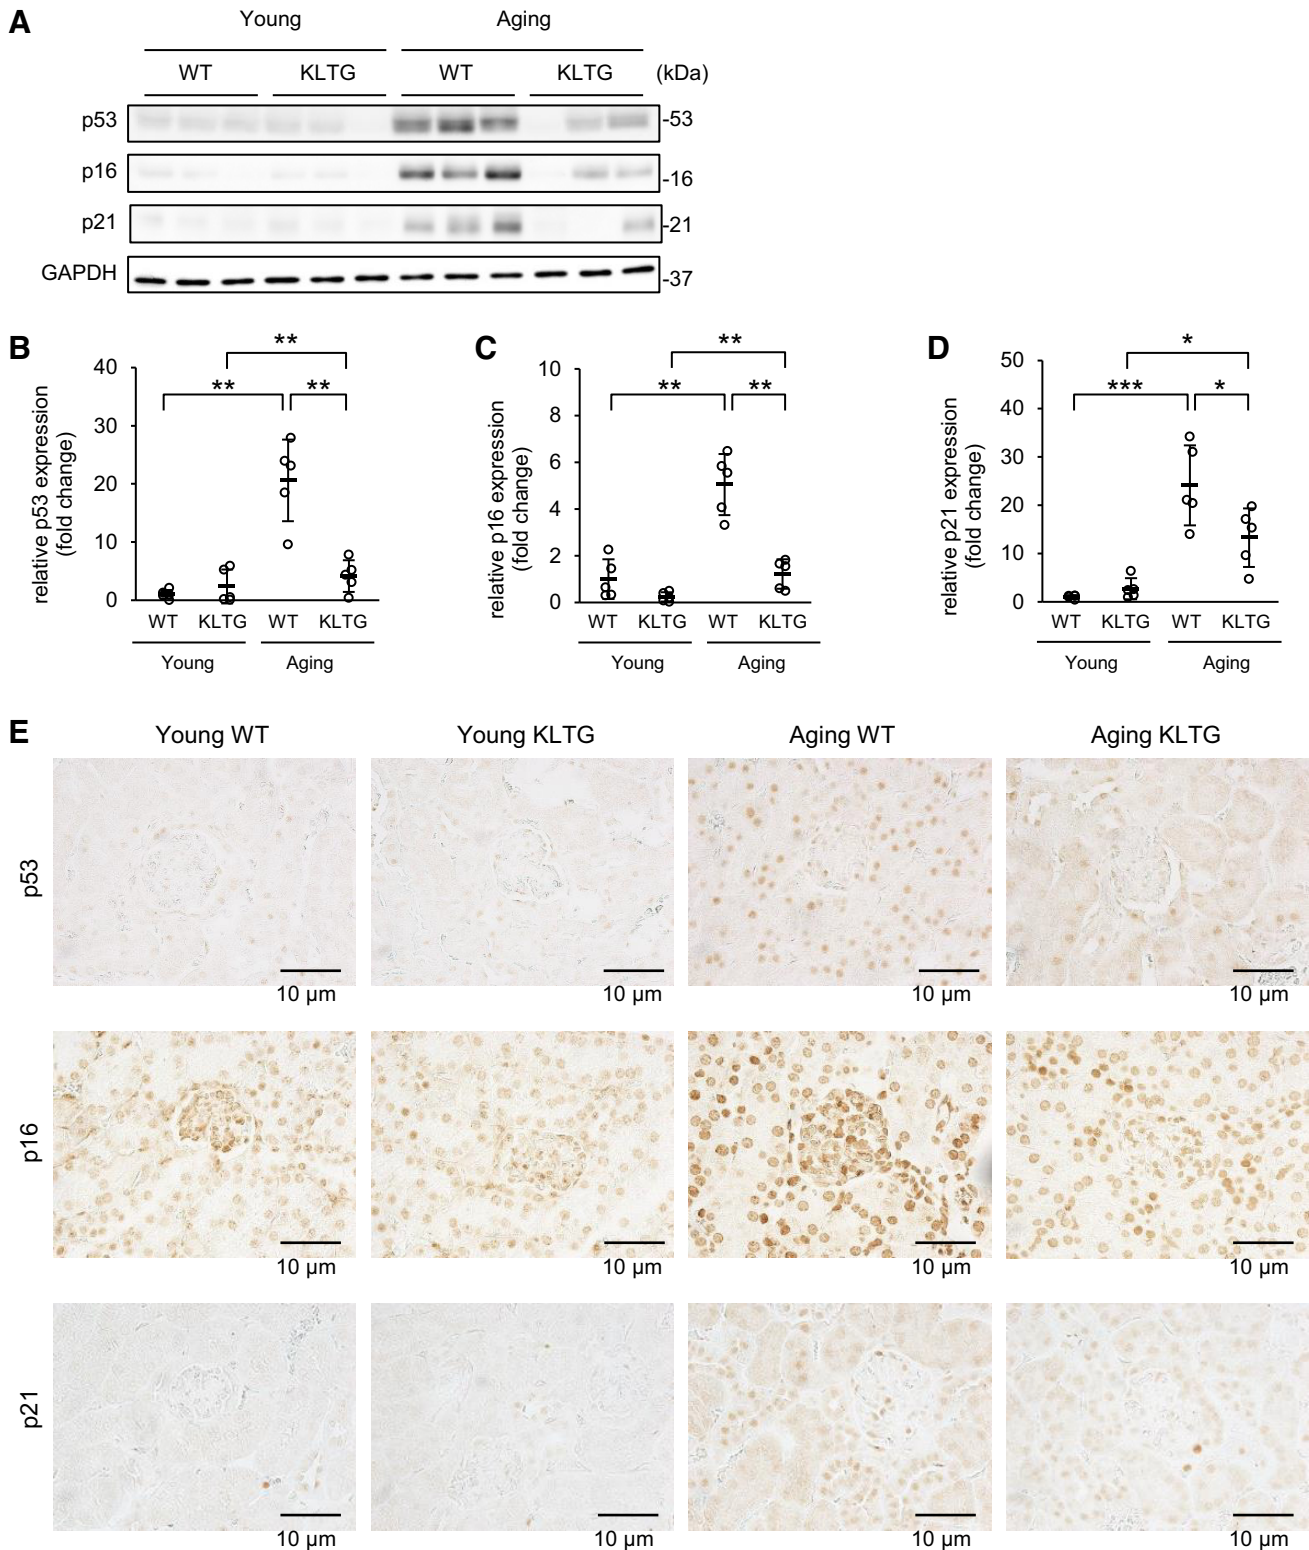 A
Young Aging
WT KLTG WT KLTG (kDa)
p53 -53
p16 -16
p21 -21
GAPDH -37
B
relative p53 expression
(fold change)
** 
** **
40
30
20
10
0
WT KLTG WT KLTG
Young Aging
C
relative p16 expression
(fold change)
**
** **
10
8
6
4
2
0
WT KLTG WT KLTG
Young Aging
D
relative p21 expression
(fold change)
*
*** *
50
40
30
20
10
0
WT KLTG WT KLTG
Young Aging
E
Young WT Young KLTG Aging WT Aging KLTG
p53
10 µm 10 µm 10 µm 10 µm
p16
10 µm 10 µm 10 µm 10 µm
p21
10 µm 10 µm 10 µm 10 µm